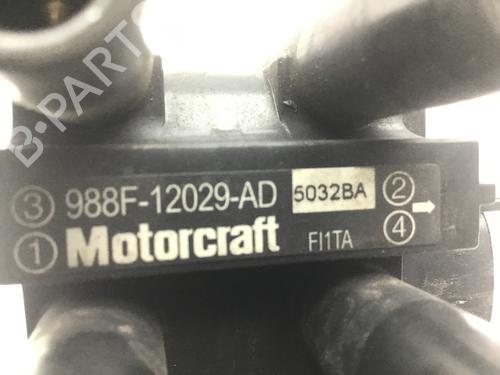 B-PARTS
③ 988F-12029-AD 5032BA ②
① Motorcraft FI1TA ④